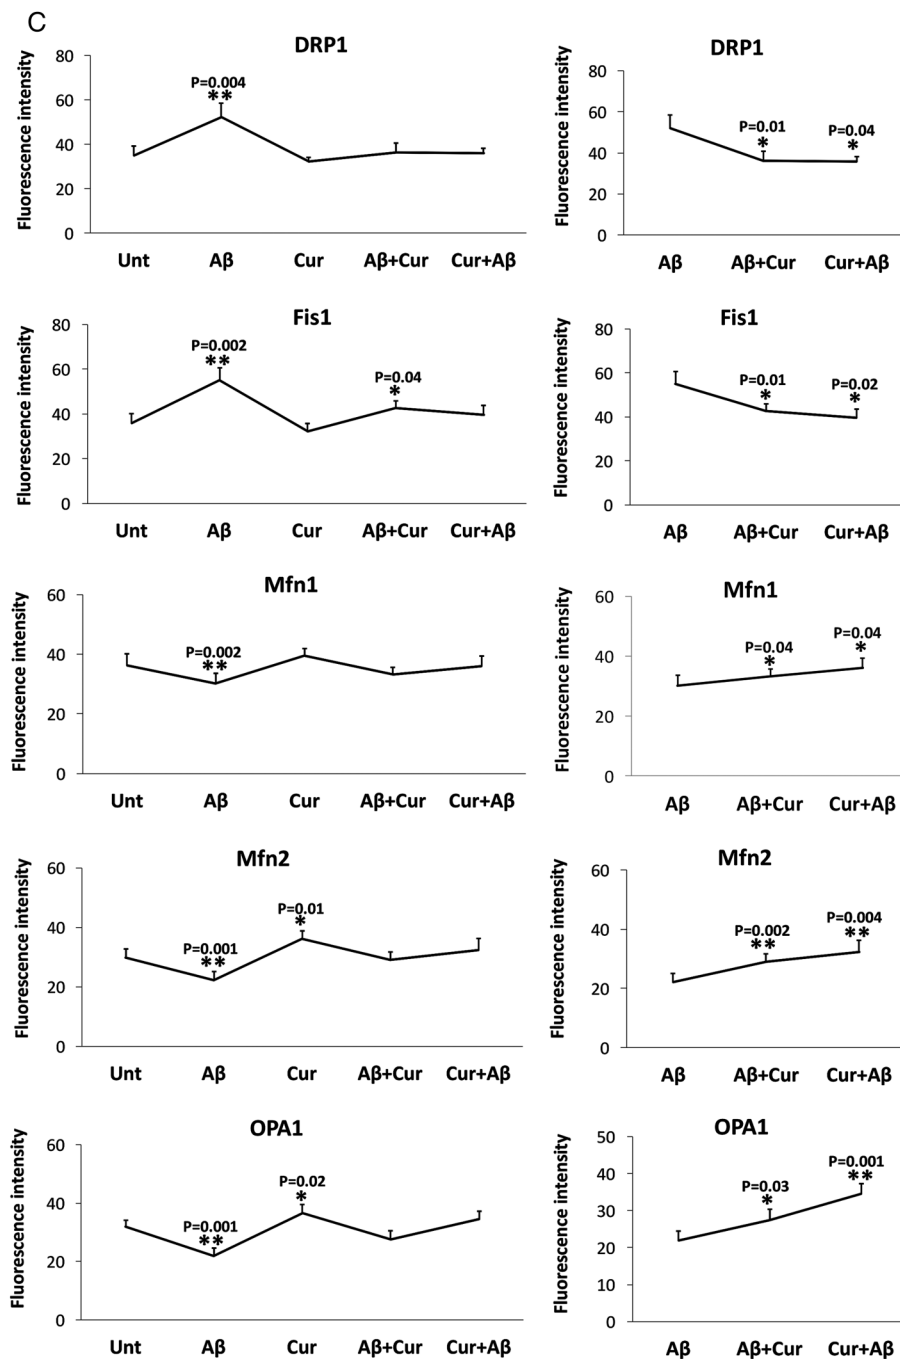 C
DRP1
Fluorescence intensity
80
60
40
20
0
P=0.004
**
Unt Aβ Cur Aβ+Cur Cur+Aβ
DRP1
Fluorescence intensity
80
60
40
20
0
P=0.01
*
P=0.04
*
Aβ Aβ+Cur Cur+Aβ
Fis1
Fluorescence intensity
80
60
40
20
0
P=0.002
**
P=0.04
*
Unt Aβ Cur Aβ+Cur Cur+Aβ
Fis1
Fluorescence intensity
80
60
40
20
0
P=0.01
*
P=0.02
*
Aβ Aβ+Cur Cur+Aβ
Mfn1
Fluorescence intensity
60
40
20
0
P=0.002
**
Unt Aβ Cur Aβ+Cur Cur+Aβ
Mfn1
Fluorescence intensity
60
40
20
0
P=0.04
*
P=0.04
*
Aβ Aβ+Cur Cur+Aβ
Mfn2
Fluorescence intensity
60
40
20
0
P=0.001
**
P=0.01
*
Unt Aβ Cur Aβ+Cur Cur+Aβ
Mfn2
Fluorescence intensity
60
40
20
0
P=0.002
**
P=0.004
**
Aβ Aβ+Cur Cur+Aβ
OPA1
Fluorescence intensity
60
40
20
0
P=0.001
**
P=0.02
*
Unt Aβ Cur Aβ+Cur Cur+Aβ
OPA1
Fluorescence intensity
50
40
30
20
10
0
P=0.03
*
P=0.001
**
Aβ Aβ+Cur Cur+Aβ